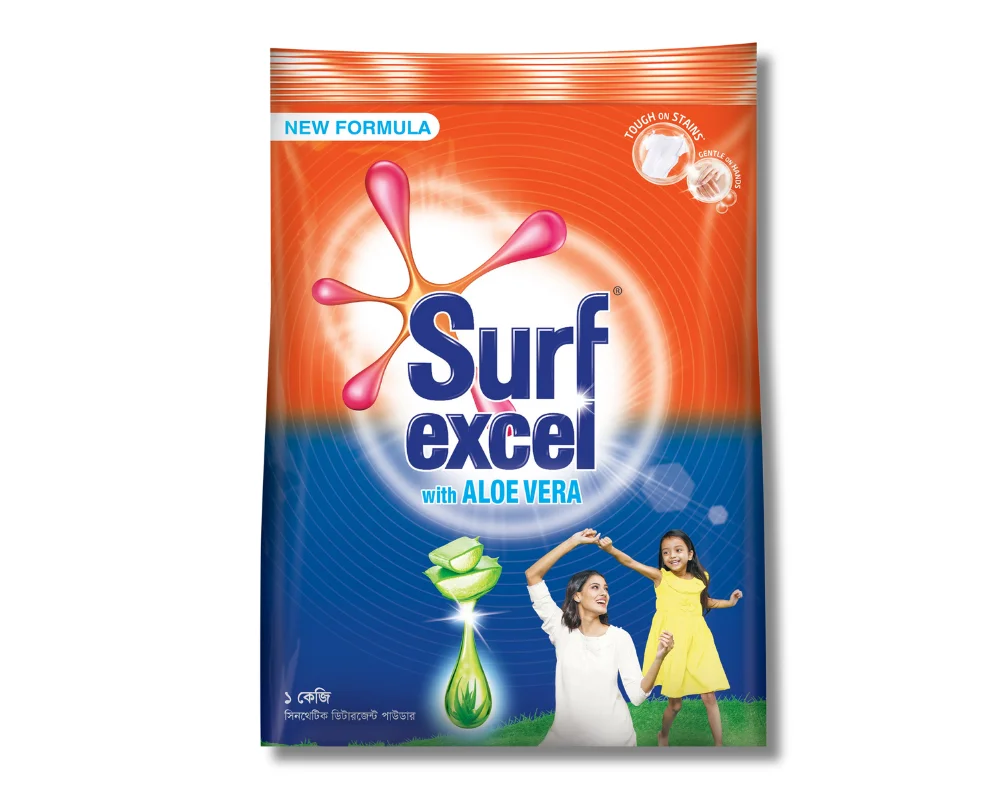 NEW FORMULA
TOUGH ON STAINS*
GENTLE ON HANDS
Surf®
excel
with ALOE VERA
১ কেজি
সিনথেটিক ডিটারজেন্ট পাউডার